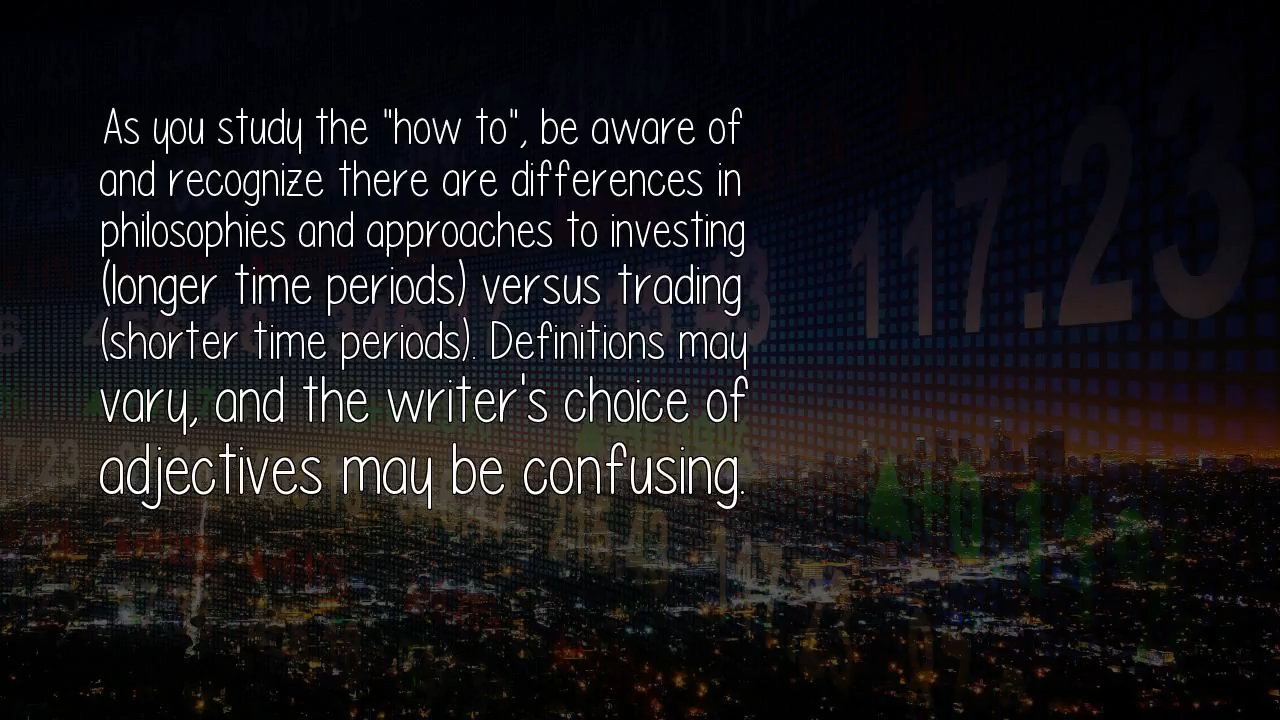 As you study the "how to", be aware of
and recognize there are differences in
philosophies and approaches to investing
(longer time periods) versus trading
(shorter time periods). Definitions may
vary, and the writer's choice of
adjectives may be confusing.
117.23